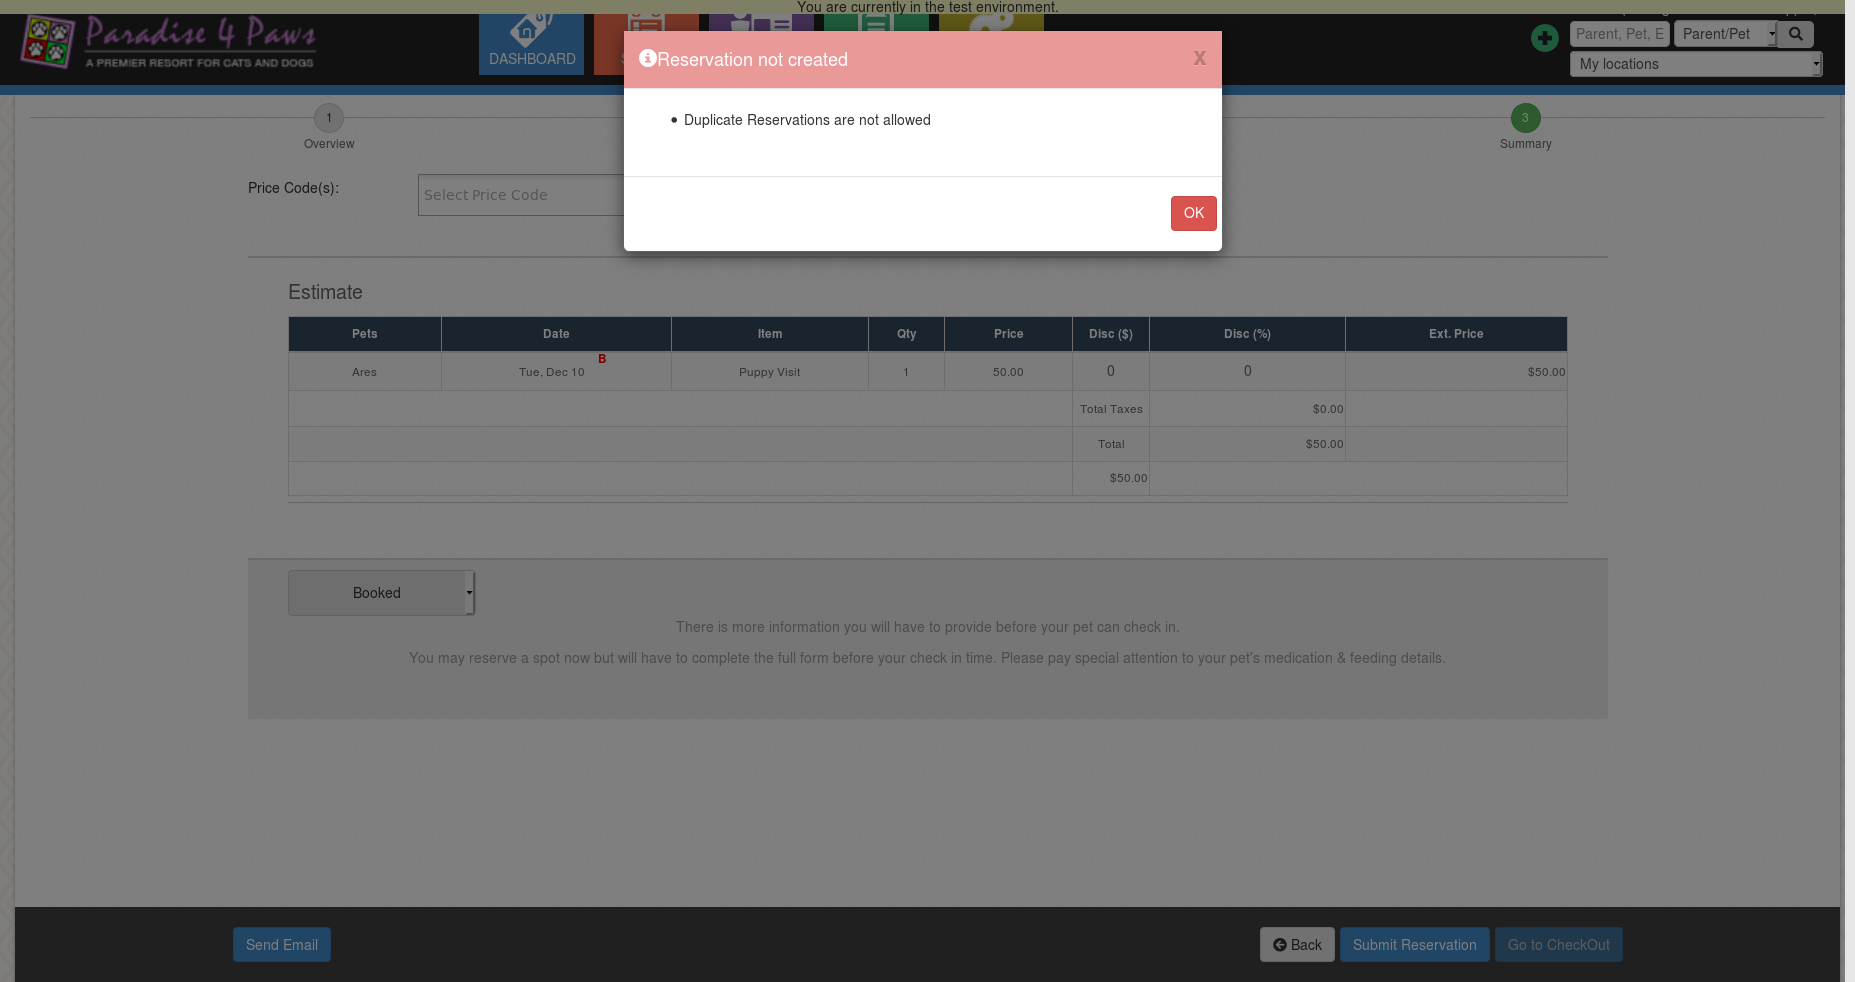 You are currently in the test environment.
Paradise 4 Paws
A PREMIER RESORT FOR CATS AND DOGS
DASHBOARD
Parent, Pet, E
Parent/Pet
My locations
Reservation not created
X
Duplicate Reservations are not allowed
OK
1
Overview
3
Summary
Price Code(s):
Select Price Code
Estimate
Pets Date Item Qty Price Disc ($) Disc (%) Ext. Price
B
Ares Tue, Dec 10 Puppy Visit 1 50.00 0 0 $50.00
Total Taxes $0.00
Total $50.00
$50.00
Booked
There is more information you will have to provide before your pet can check in.
You may reserve a spot now but will have to complete the full form before your check in time. Please pay special attention to your pet's medication & feeding details.
Send Email
Back
Submit Reservation
Go to CheckOut